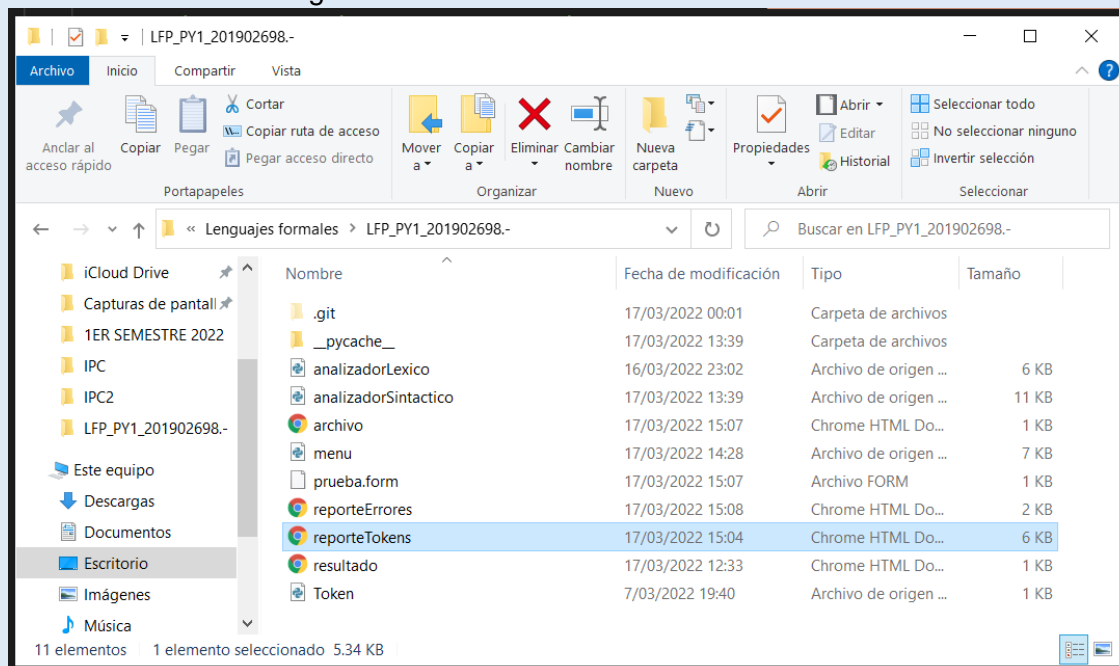 LFP_PY1_201902698.-
Archivo Inicio Compartir Vista
Anclar al acceso rápido
Copiar
Pegar
Cortar
Copiar ruta de acceso
Pegar acceso directo
Portapapeles
Mover a
Copiar a
Eliminar
Cambiar nombre
Organizar
Nueva carpeta
Nuevo
Propiedades
Abrir
Editar
Historial
Abrir
Seleccionar todo
No seleccionar ninguno
Invertir selección
Seleccionar
« Lenguajes formales > LFP_PY1_201902698.-
Buscar en LFP_PY1_201902698.-
iCloud Drive
Capturas de pantall
1ER SEMESTRE 2022
IPC
IPC2
LFP_PY1_201902698.-
Este equipo
Descargas
Documentos
Escritorio
Imágenes
Música
Nombre Fecha de modificación Tipo Tamaño
.git 17/03/2022 00:01 Carpeta de archivos
__pycache__ 17/03/2022 13:39 Carpeta de archivos
analizadorLexico 16/03/2022 23:02 Archivo de origen ... 6 KB
analizadorSintactico 17/03/2022 13:39 Archivo de origen ... 11 KB
archivo 17/03/2022 15:07 Chrome HTML Do... 1 KB
menu 17/03/2022 14:28 Archivo de origen ... 7 KB
prueba.form 17/03/2022 15:07 Archivo FORM 1 KB
reporteErrores 17/03/2022 15:08 Chrome HTML Do... 2 KB
reporteTokens 17/03/2022 15:04 Chrome HTML Do... 6 KB
resultado 17/03/2022 12:33 Chrome HTML Do... 1 KB
Token 7/03/2022 19:40 Archivo de origen ... 1 KB
11 elementos 1 elemento seleccionado 5.34 KB